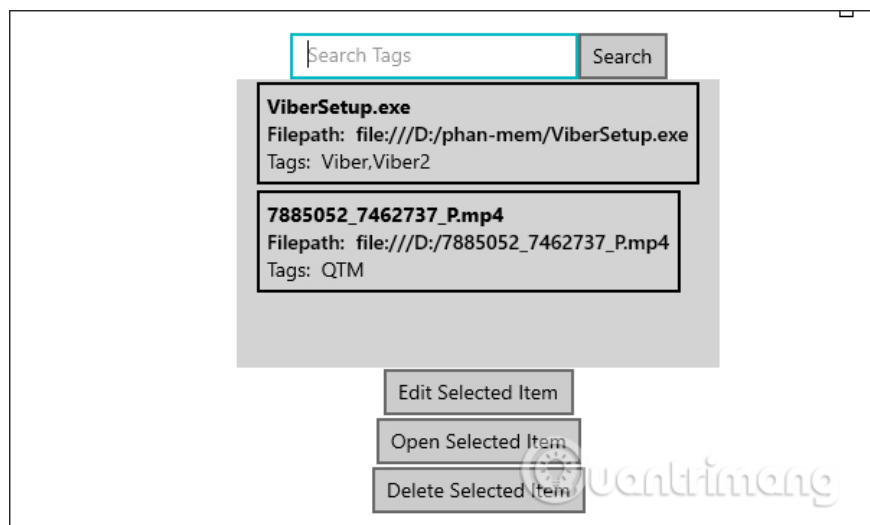 Search Tags
Search
ViberSetup.exe
Filepath: file:///D:/phan-mem/ViberSetup.exe
Tags: Viber,Viber2
7885052_7462737_P.mp4
Filepath: file:///D:/7885052_7462737_P.mp4
Tags: QTM
Edit Selected Item
Open Selected Item
Delete Selected Item
Quantrimang